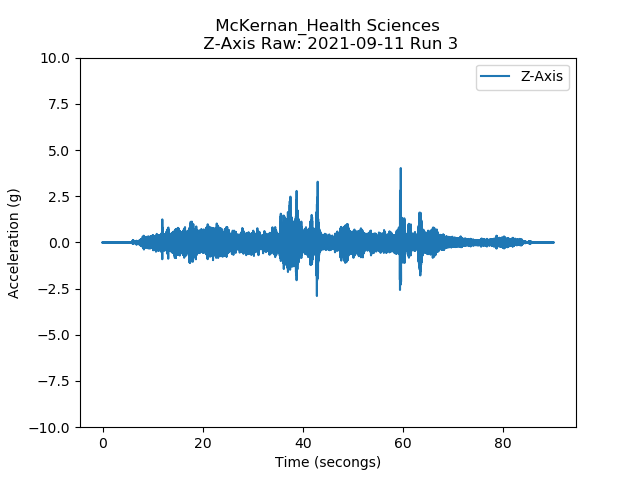 McKernan_Health Sciences
Z-Axis Raw: 2021-09-11 Run 3
Z-Axis
10.0
7.5
5.0
2.5
0.0
−2.5
−5.0
−7.5
−10.0
Acceleration (g)
0 20 40 60 80
Time (seconds)